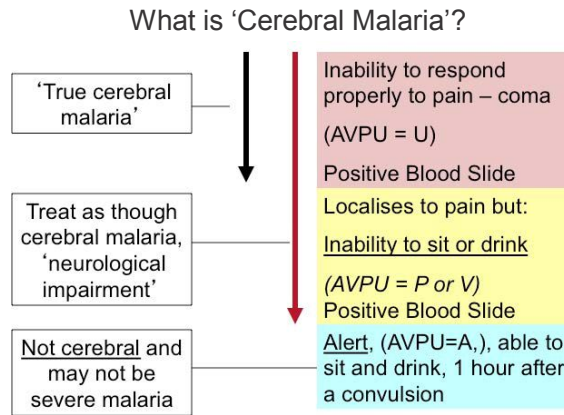 What is ‘Cerebral Malaria’?
‘True cerebral
malaria’
Inability to respond
properly to pain – coma
(AVPU = U)
Positive Blood Slide
Treat as though
cerebral malaria,
‘neurological
impairment’
Localises to pain but:
Inability to sit or drink
(AVPU = P or V)
Positive Blood Slide
Not cerebral and
may not be
severe malaria
Alert, (AVPU=A,), able to
sit and drink, 1 hour after
a convulsion